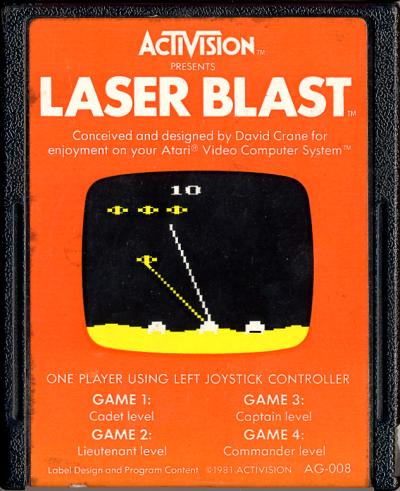 ACTIVISION™
PRESENTS
LASER BLAST™
Conceived and designed by David Crane for
enjoyment on your Atari® Video Computer System™
10
ONE PLAYER USING LEFT JOYSTICK CONTROLLER
GAME 1: GAME 3:
Cadet level Captain level
GAME 2: GAME 4:
Lieutenant level Commander level
Label Design and Program Content ©1981 ACTIVISION AG-008